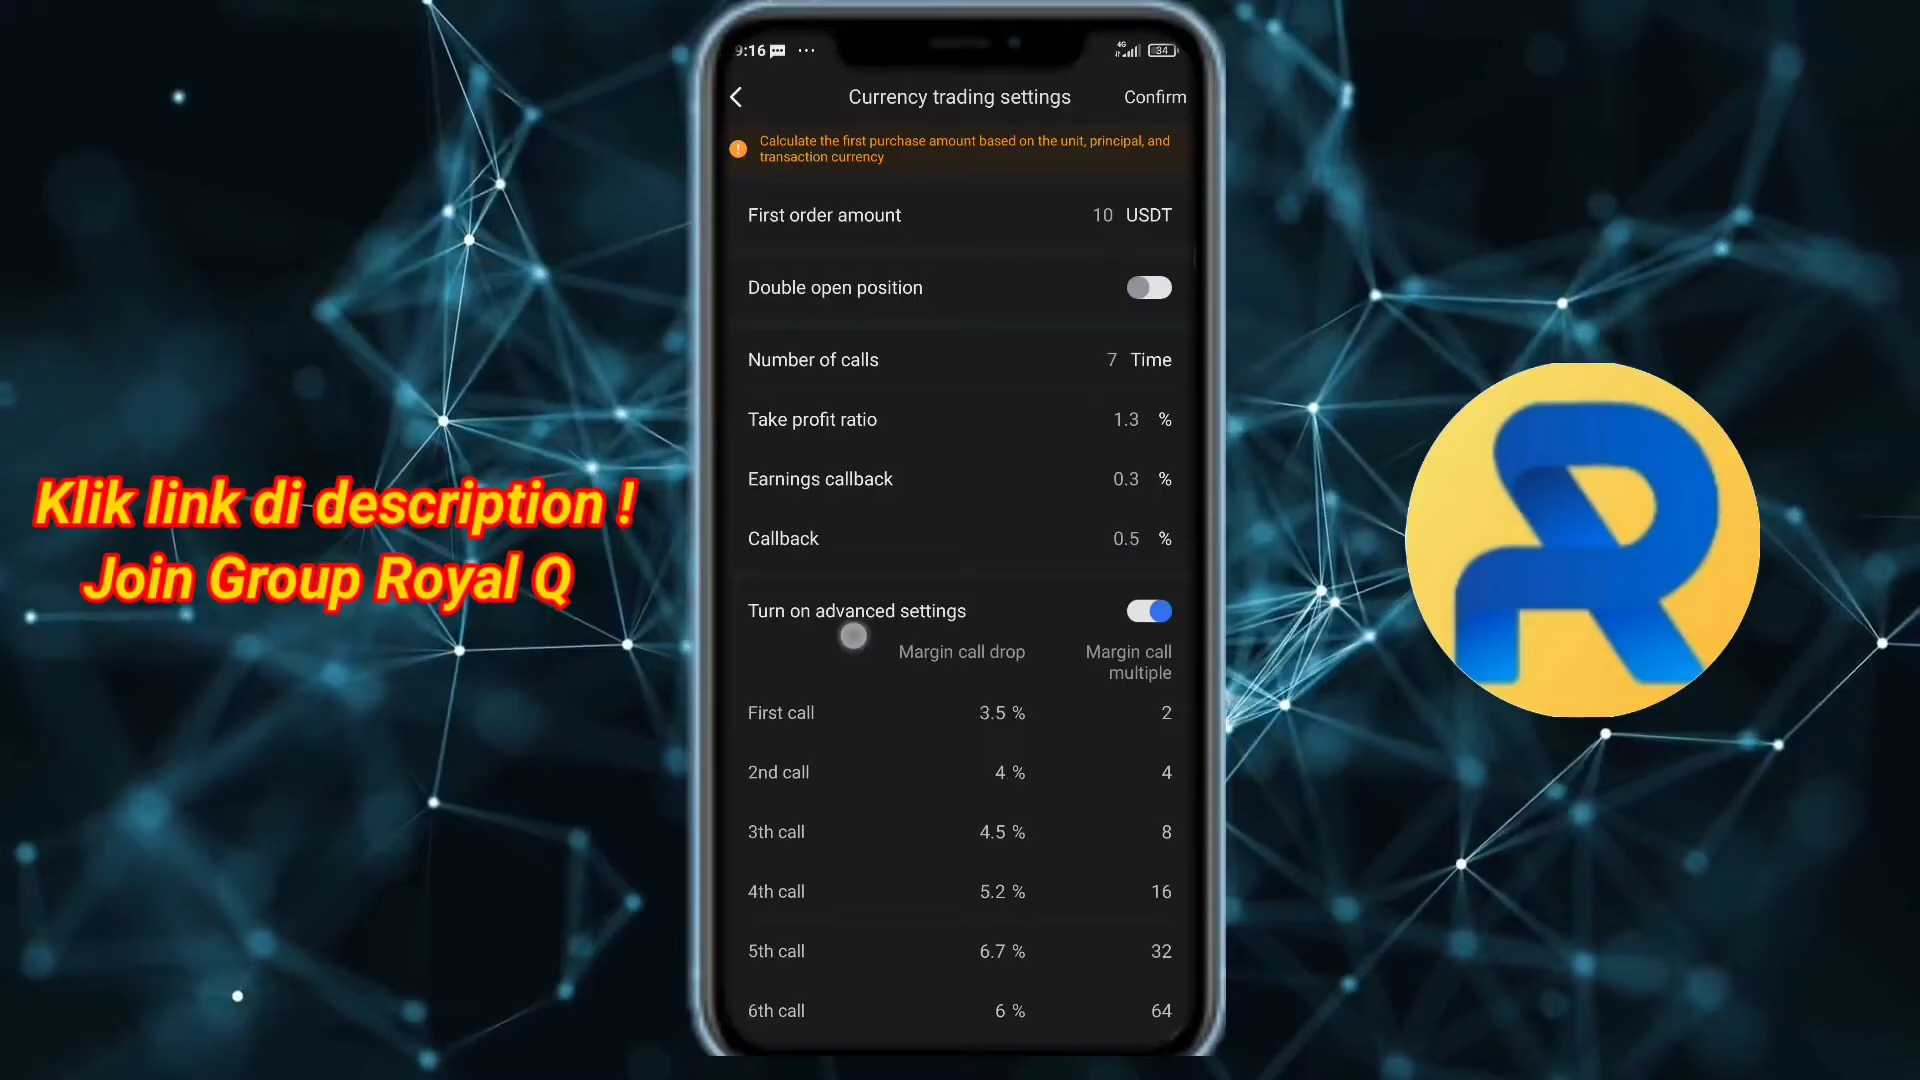 9:16
4G
34
Currency trading settings
Confirm
Calculate the first purchase amount based on the unit, principal, and
transaction currency
First order amount 10 USDT
Double open position
Number of calls 7 Time
Take profit ratio 1.3 %
Earnings callback 0.3 %
Callback 0.5 %
Turn on advanced settings
Margin call drop
Margin call
multiple
First call 3.5 % 2
2nd call 4 % 4
3th call 4.5 % 8
4th call 5.2 % 16
5th call 6.7 % 32
6th call 6 % 64
Klik link di description !
Join Group Royal Q